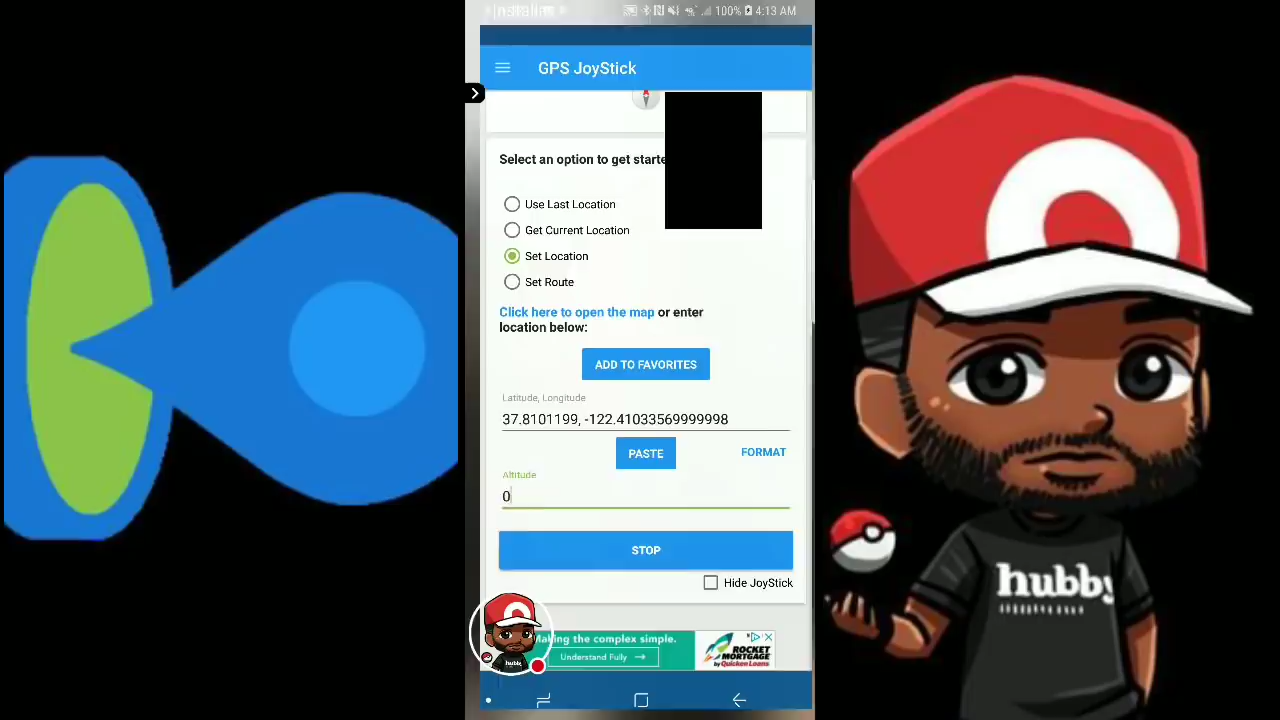 100% 4:13 AM
GPS JoyStick
Select an option to get starte
Use Last Location
Get Current Location
Set Location
Set Route
Click here to open the map or enter
location below:
ADD TO FAVORITES
Latitude, Longitude
37.8101199, -122.41033569999998
PASTE
FORMAT
Altitude
0
STOP
Hide JoyStick
Making the complex simple.
Understand Fully
ROCKET
MORTGAGE
by Quicken Loans
hubby
hubby